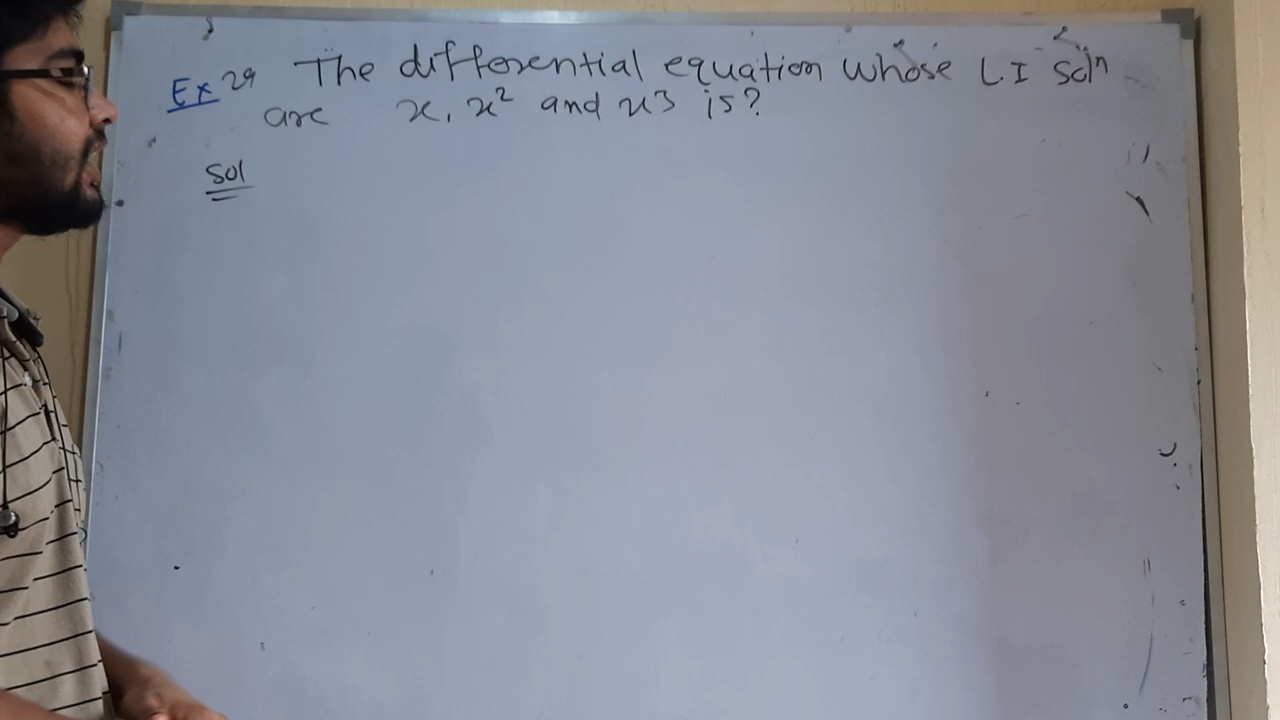 Ex 29 The differential equation whose L.I Solⁿ
are x, x² and x3 is?
Sol